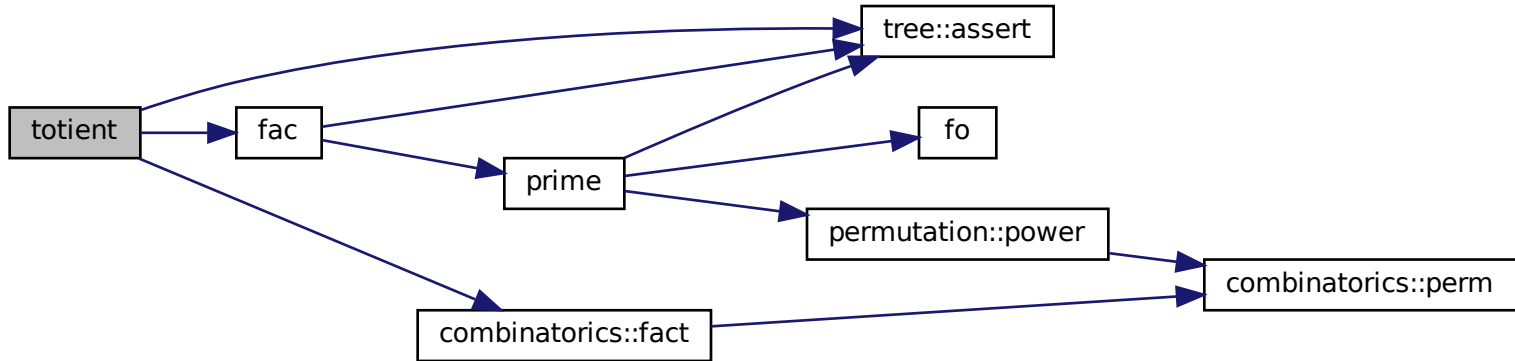 tree::assert
totient
fac
fo
prime
permutation::power
combinatorics::perm
combinatorics::fact